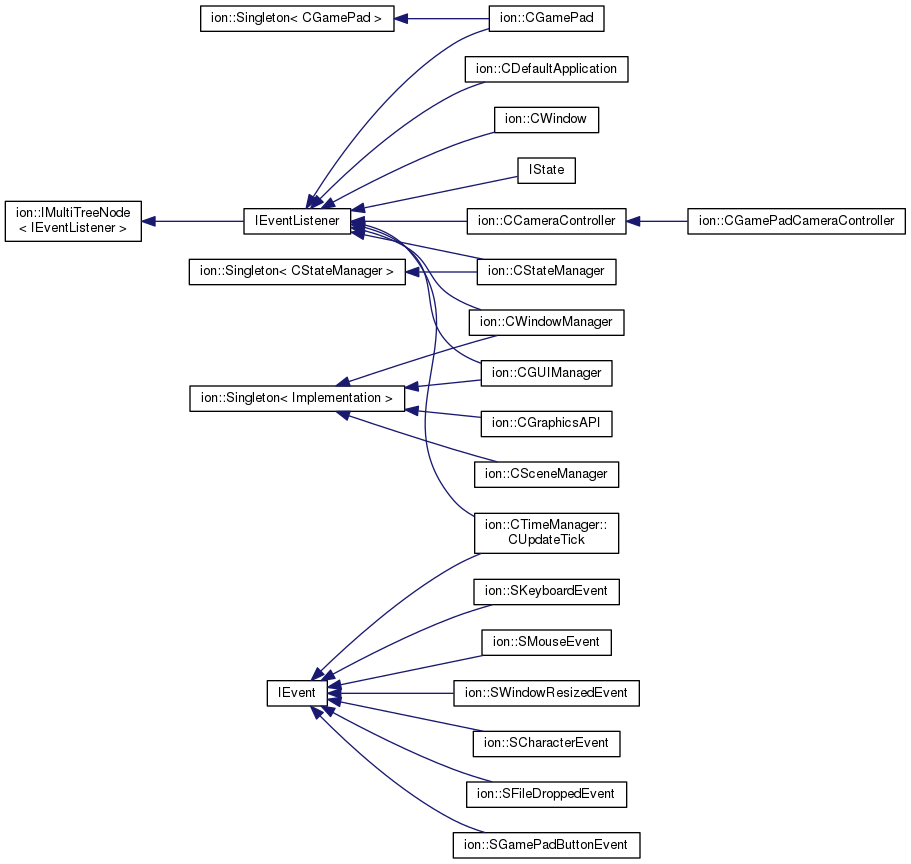 ion::Singleton< CGamePad >
ion::CGamePad
ion::CDefaultApplication
ion::CWindow
IState
ion::IMultiTreeNode
< IEventListener >
IEventListener
ion::CCameraController
ion::CGamePadCameraController
ion::Singleton< CStateManager >
ion::CStateManager
ion::CWindowManager
ion::CGUIManager
ion::Singleton< Implementation >
ion::CGraphicsAPI
ion::CSceneManager
ion::CTimeManager::
CUpdateTick
ion::SKeyboardEvent
ion::SMouseEvent
IEvent
ion::SWindowResizedEvent
ion::SCharacterEvent
ion::SFileDroppedEvent
ion::SGamePadButtonEvent